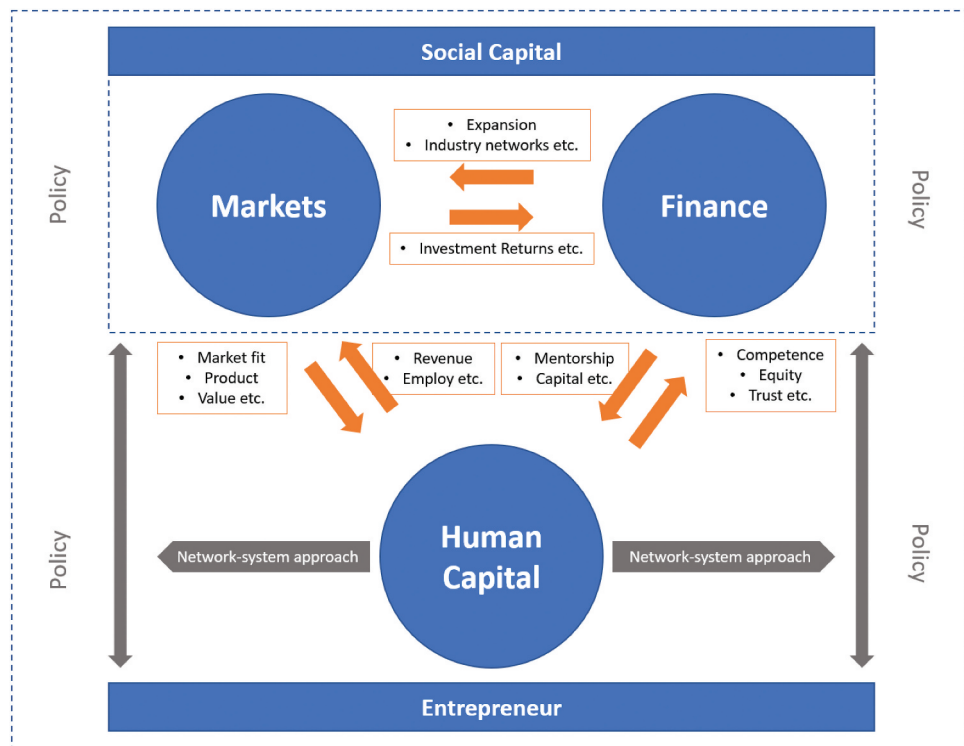 Social Capital
Policy
Policy
• Expansion
• Industry networks etc.
Markets
Finance
• Investment Returns etc.
• Market fit
• Product
• Value etc.
• Revenue
• Employ etc.
• Mentorship
• Capital etc.
• Competence
• Equity
• Trust etc.
Policy
Policy
Network-system approach
Human
Capital
Network-system approach
Entrepreneur